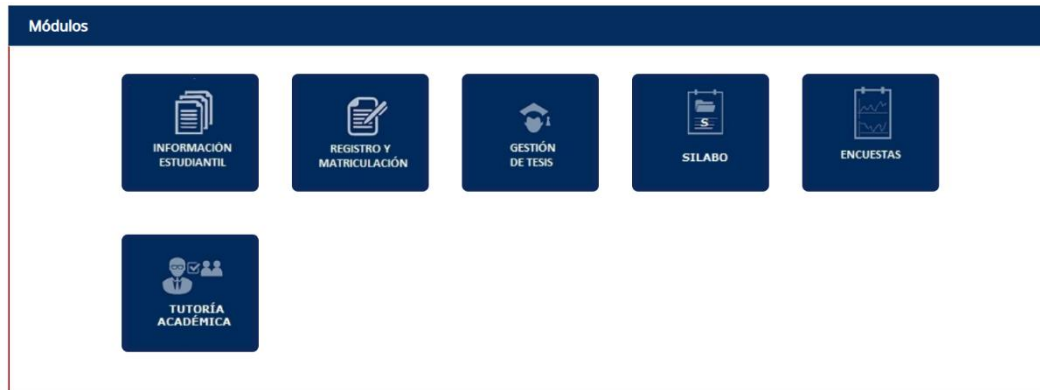 Módulos
INFORMACIÓN
ESTUDIANTIL
REGISTRO Y
MATRICULACIÓN
GESTIÓN
DE TESIS
S
SILABO
ENCUESTAS
TUTORÍA
ACADÉMICA